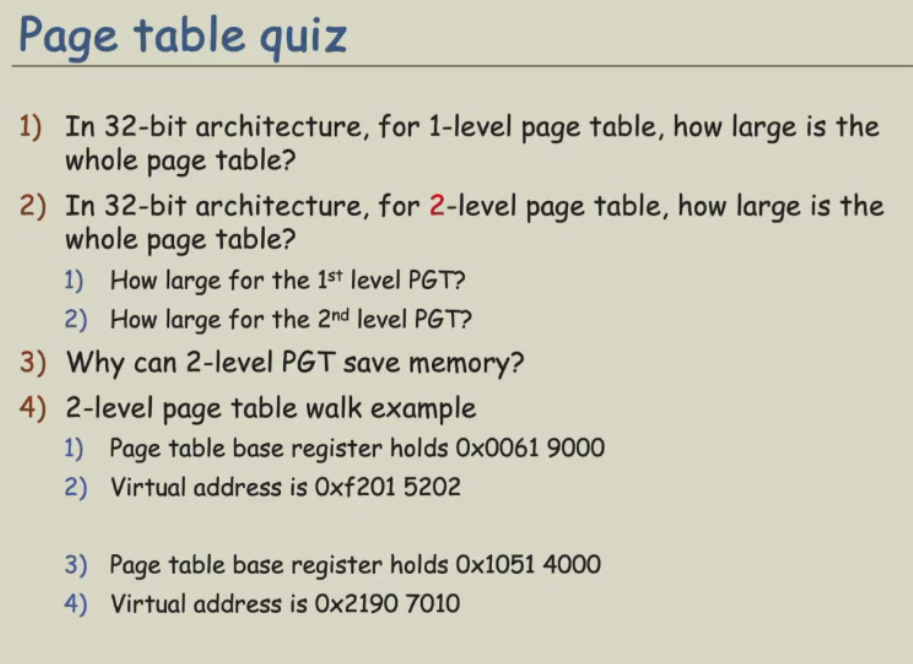 Page table quiz
1) In 32-bit architecture, for 1-level page table, how large is the
whole page table?
2) In 32-bit architecture, for 2-level page table, how large is the
whole page table?
1) How large for the 1st level PGT?
2) How large for the 2nd level PGT?
3) Why can 2-level PGT save memory?
4) 2-level page table walk example
1) Page table base register holds 0x0061 9000
2) Virtual address is 0xf201 5202
3) Page table base register holds 0x1051 4000
4) Virtual address is 0x2190 7010